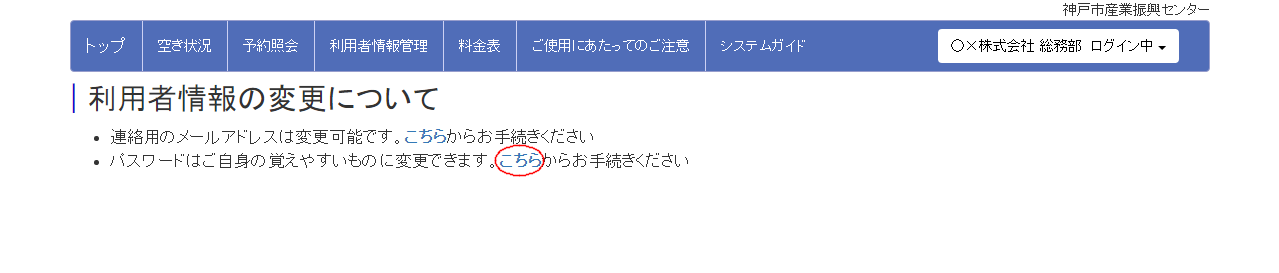 神戸市産業振興センター
トップ 空き状況 予約照会 利用者情報管理 料金表 ご使用にあたってのご注意 システムガイド 〇×株式会社 総務部 ログイン中
利用者情報の変更について
連絡用のメールアドレスは変更可能です。こちらからお手続きください
パスワードはご自身の覚えやすいものに変更できます。こちらからお手続きください